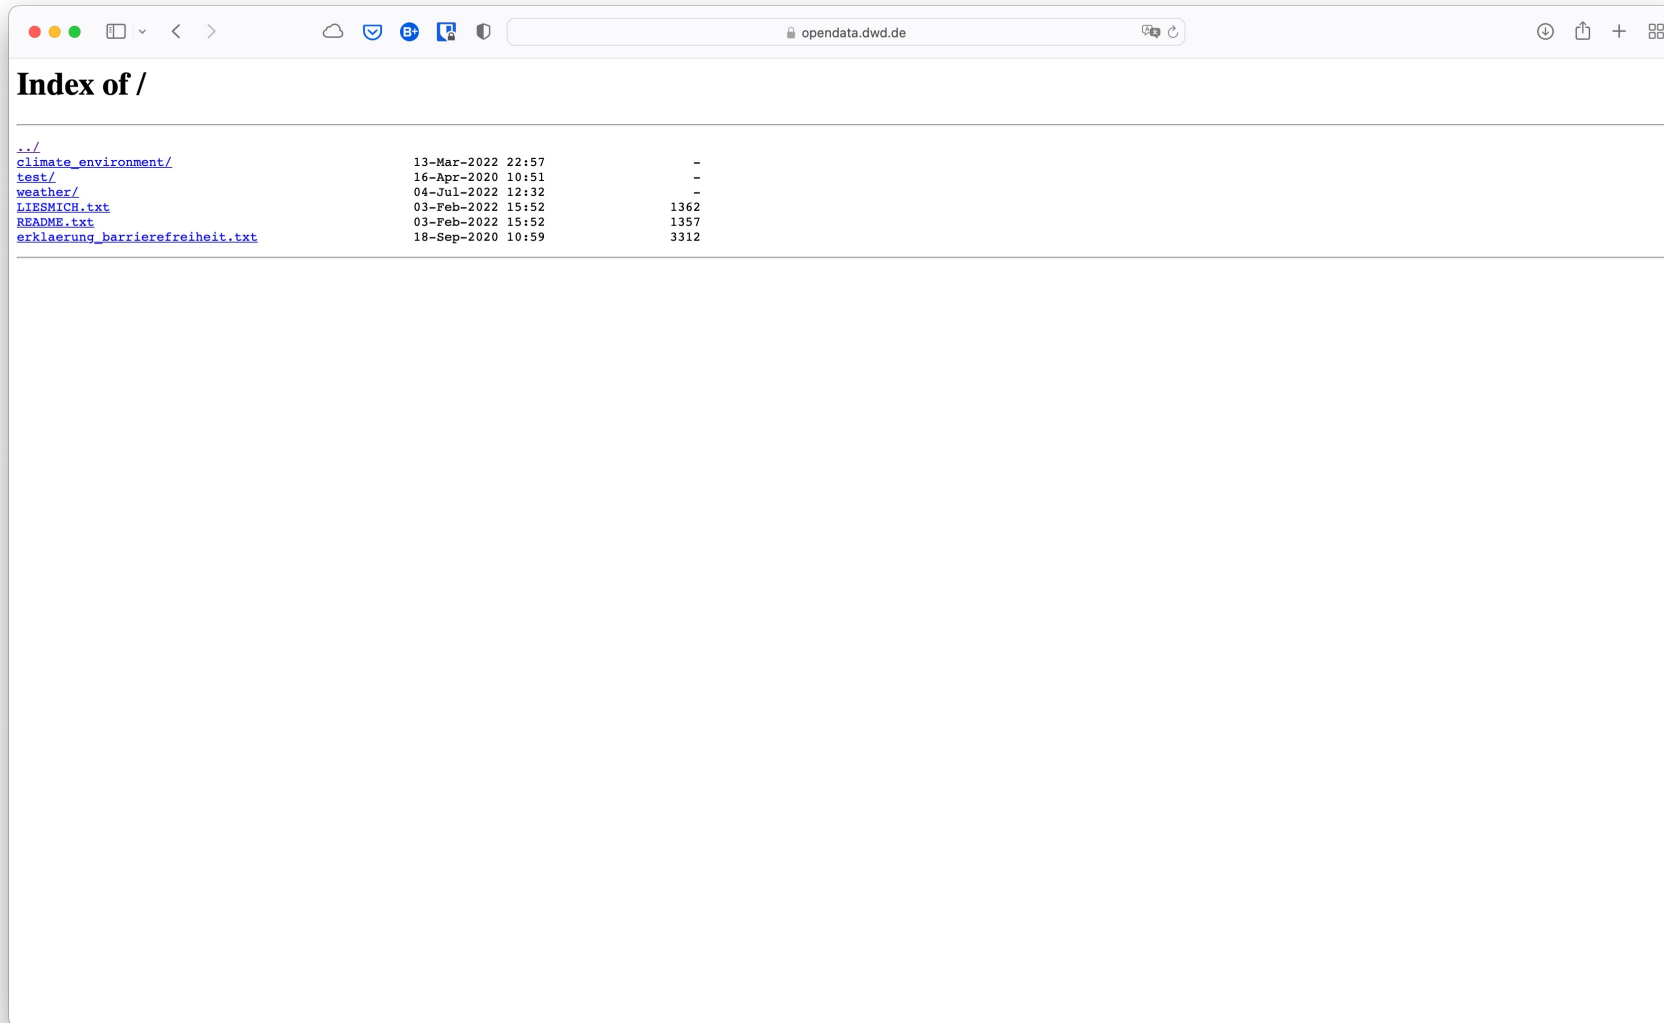 B+
opendata.dwd.de
Index of /
../
climate_environment/ 13-Mar-2022 22:57 -
test/ 16-Apr-2020 10:51 -
weather/ 04-Jul-2022 12:32 -
LIESMICH.txt 03-Feb-2022 15:52 1362
README.txt 03-Feb-2022 15:52 1357
erklaerung_barrierefreiheit.txt 18-Sep-2020 10:59 3312